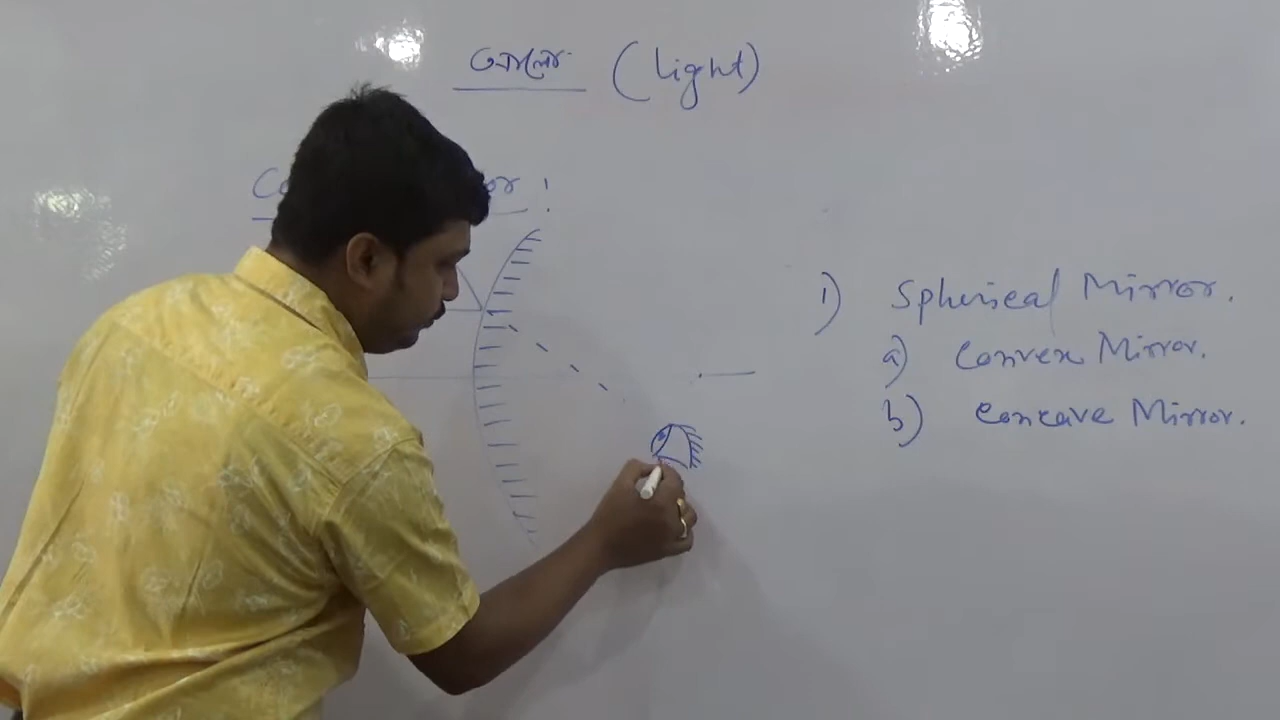 আলো (Light)
1) Spherical Mirror.
a) Convex Mirror.
b) Concave Mirror.